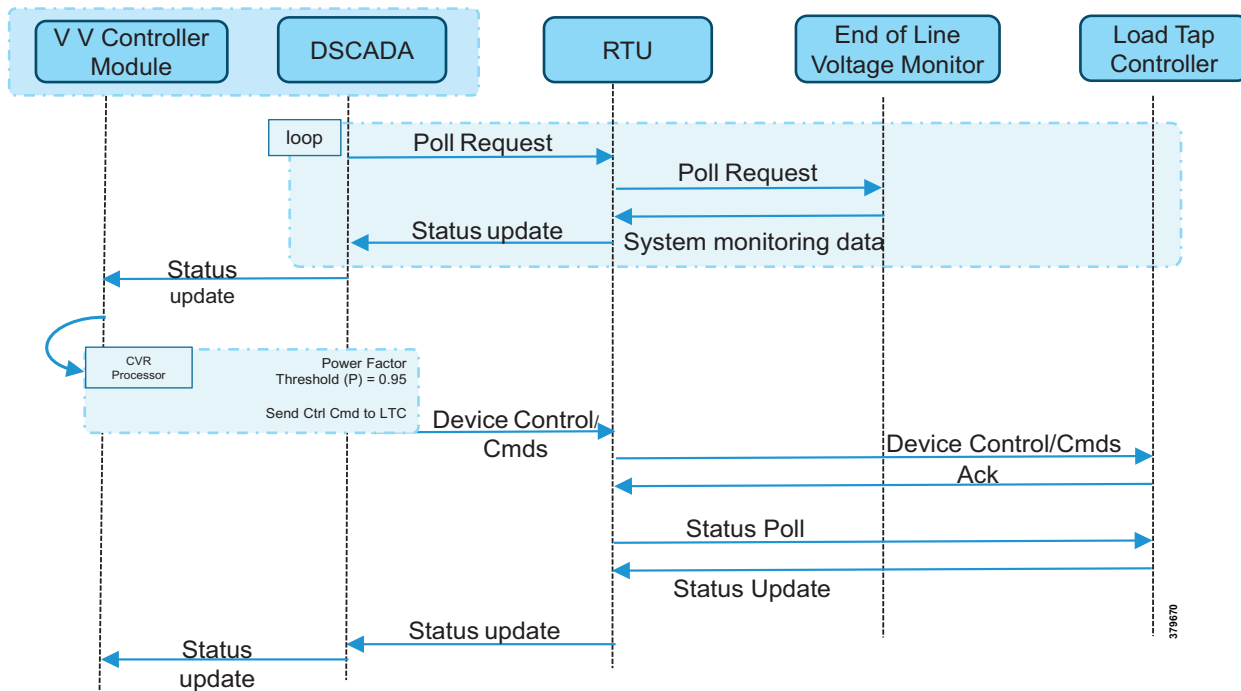 V V Controller
Module
DSCADA
RTU
End of Line
Voltage Monitor
Load Tap
Controller
loop
Poll Request
Poll Request
Status update
System monitoring data
Status
update
CVR
Processor
Power Factor
Threshold (P) = 0.95
Send Ctrl Cmd to LTC
Device Control/
Cmds
Device Control/Cmds
Ack
Status Poll
Status Update
379670
Status update
Status
update